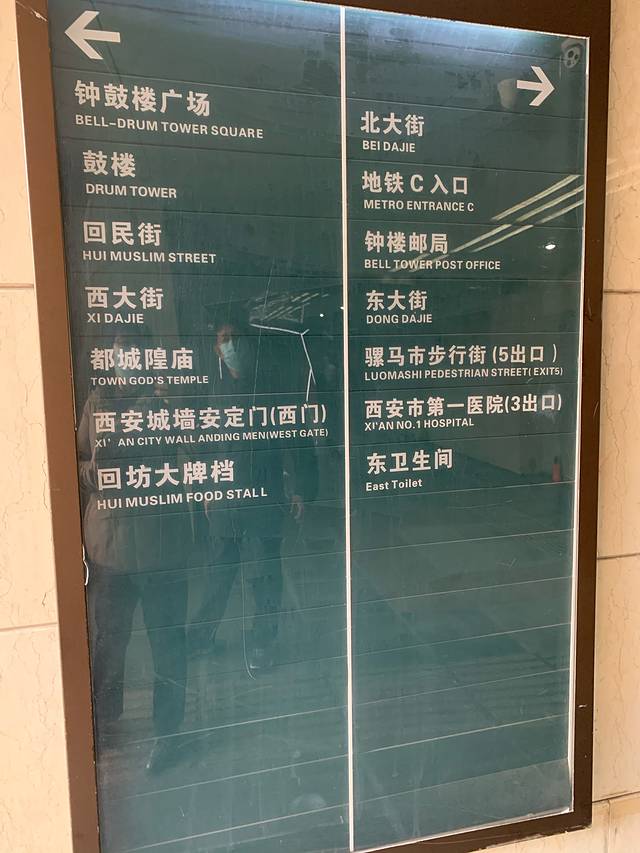 钟鼓楼广场
BELL-DRUM TOWER SQUARE
鼓楼
DRUM TOWER
回民街
HUI MUSLIM STREET
西大街
XI DAJIE
都城隍庙
TOWN GOD'S TEMPLE
西安城墙安定门(西门)
XI'AN CITY WALL ANDING MEN(WEST GATE)
回坊大牌档
HUI MUSLIM FOOD STALL
北大街
BEI DAJIE
地铁 C 入口
METRO ENTRANCE C
钟楼邮局
BELL TOWER POST OFFICE
东大街
DONG DAJIE
骡马市步行街 (5出口 )
LUOMASHI PEDESTRIAN STREET( EXIT5)
西安市第一医院(3出口)
XI'AN NO.1 HOSPITAL
东卫生间
East Toilet